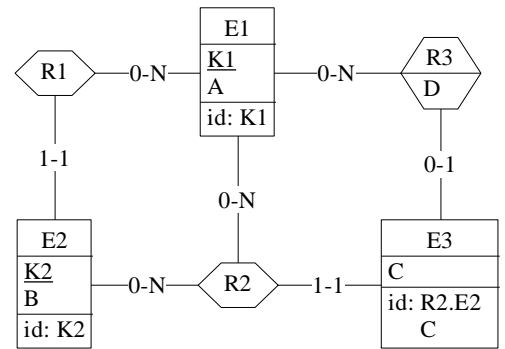 E1
K1
A
id: K1
R1
0-N
0-N
R3
D
1-1
0-N
0-1
E2
K2
B
id: K2
0-N
R2
1-1
E3
C
id: R2.E2
C